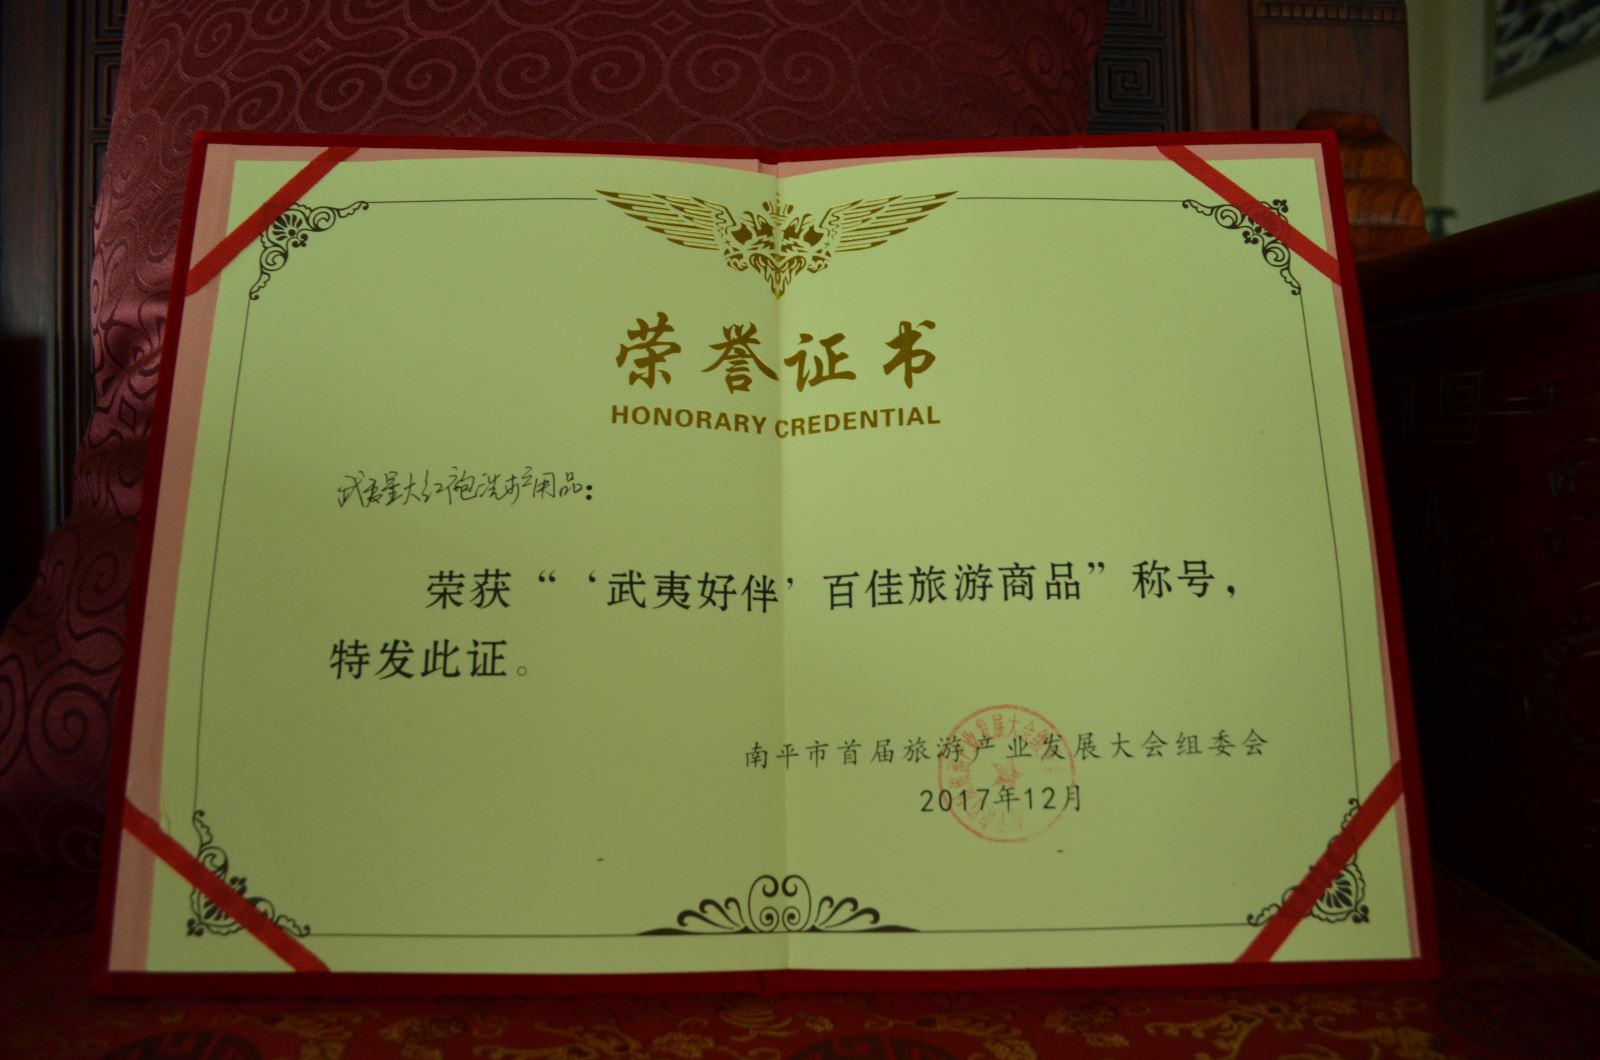 荣誉证书
HONORARY CREDENTIAL
武夷星大红袍洗护用品:
荣获“‘武夷好伴’百佳旅游商品”称号,
特发此证。
南平市首届旅游产业发展大会组委会
2017年12月